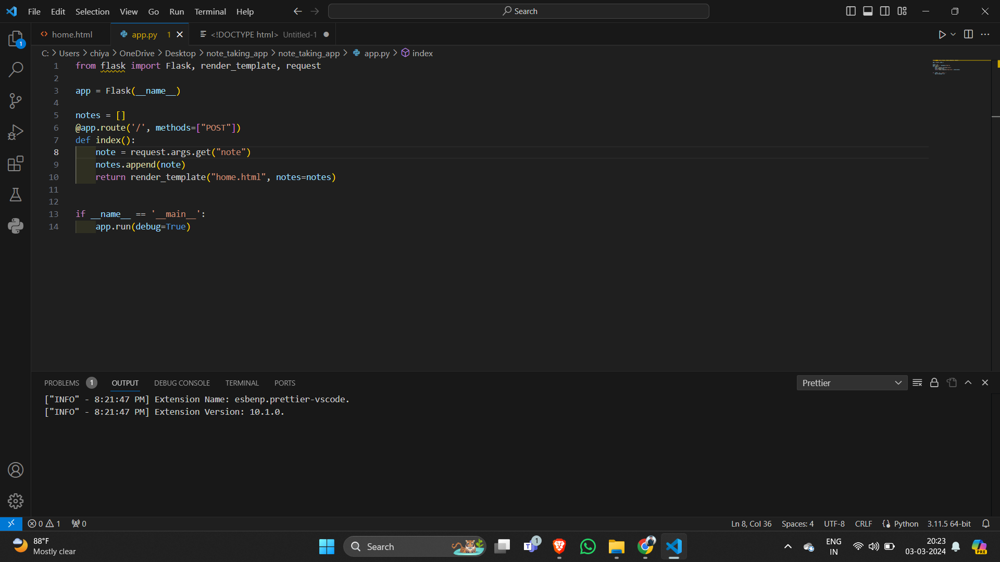 File Edit Selection View Go Run Terminal Help Search
1 home.html app.py 1 <!DOCTYPE html> Untitled-1
C: > Users > chiya > OneDrive > Desktop > note_taking_app > note_taking_app > app.py > index
1 from flask import Flask, render_template, request
2
3 app = Flask(__name__)
4
5 notes = []
6 @app.route('/', methods=["POST"])
7 def index():
8 note = request.args.get("note")
9 notes.append(note)
10 return render_template("home.html", notes=notes)
11
12
13 if __name__ == '__main__':
14 app.run(debug=True)
PROBLEMS 1 OUTPUT DEBUG CONSOLE TERMINAL PORTS Prettier
["INFO" - 8:21:47 PM] Extension Name: esbenp.prettier-vscode.
["INFO" - 8:21:47 PM] Extension Version: 10.1.0.
0 1 0 Ln 8, Col 36 Spaces: 4 UTF-8 CRLF {} Python 3.11.5 64-bit
88°F
Mostly clear
Search
T 1
PRE
ENG
IN
20:23
03-03-2024